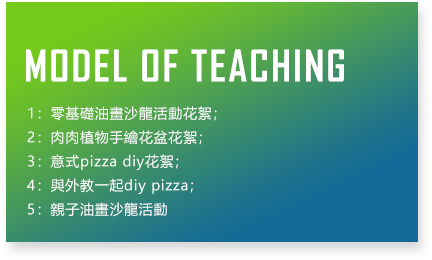 MODEL OF TEACHING
1：零基礎油畫沙龍活動花絮；
2：肉肉植物手繪花盆花絮；
3：意式pizza diy花絮；
4：與外教一起diy pizza；
5：親子油畫沙龍活動